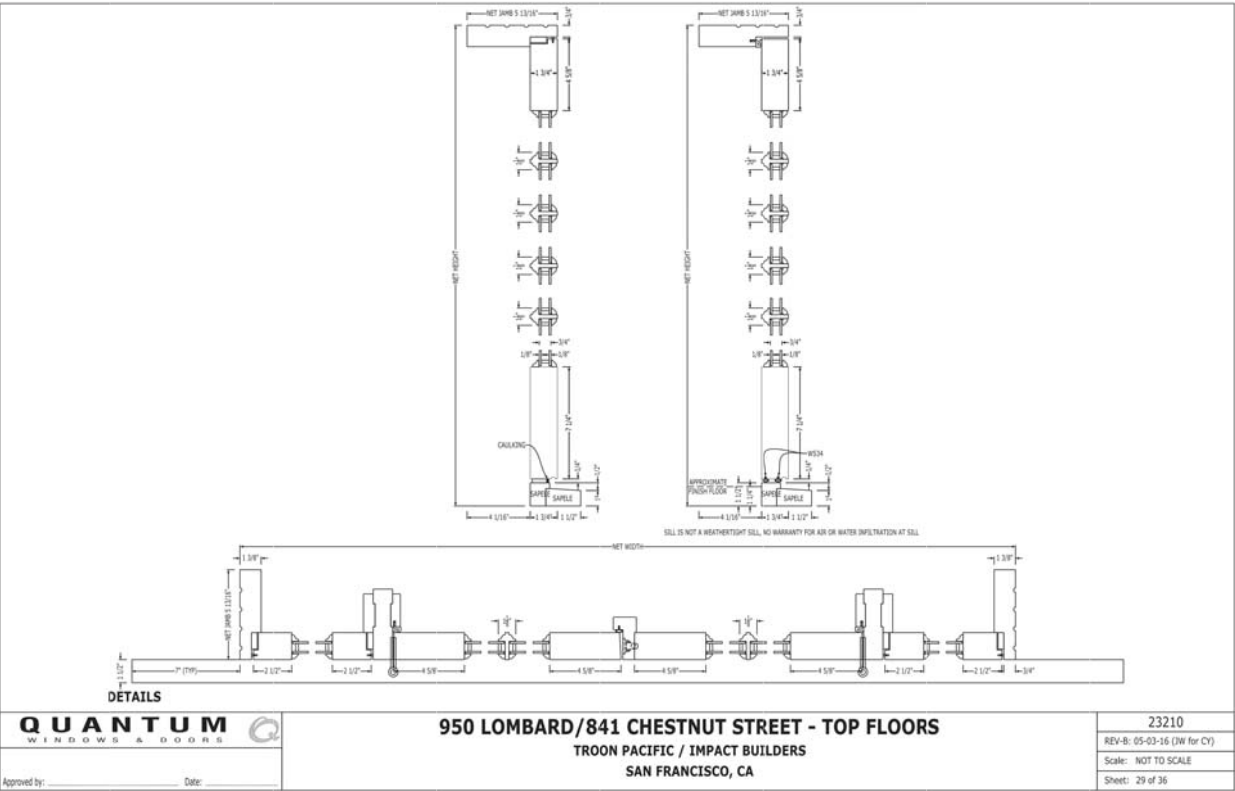 NET JAMB 5 13/16"
3/4"
NET JAMB 5 13/16"
3/4"
1 3/4"
4 5/8"
1 3/4"
4 5/8"
NET HEIGHT
NET HEIGHT
3/4"
1/8"
1/8"
3/4"
1/8"
1/8"
7 1/4"
7 1/4"
CAULKING
WS34
1/4"
1/2"
1/4"
1/2"
APPROXIMATE
FINISH FLOOR
1 1/2"
1 1/4"
SAPELE
SAPELE
1"
SAPELE
SAPELE
1"
4 1/16"
1 3/4"
1 1/2"
4 1/16"
1 3/4"
1 1/2"
SILL IS NOT A WEATHERTIGHT SILL, NO WARRANTY FOR AIR OR WATER INFILTRATION AT SILL
NET WIDTH
1 3/8"
1 3/8"
NET JAMB 5 13/16"
1 1/2"
7" (TYP)
2 1/2"
2 1/2"
4 5/8"
4 5/8"
4 5/8"
4 5/8"
2 1/2"
2 1/2"
3/4"
DETAILS
QUANTUM
WINDOWS & DOORS
Approved by:
Date:
950 LOMBARD/841 CHESTNUT STREET - TOP FLOORS
TROON PACIFIC / IMPACT BUILDERS
SAN FRANCISCO, CA
23210
REV-B: 05-03-16 (JW for CY)
Scale: NOT TO SCALE
Sheet: 29 of 36